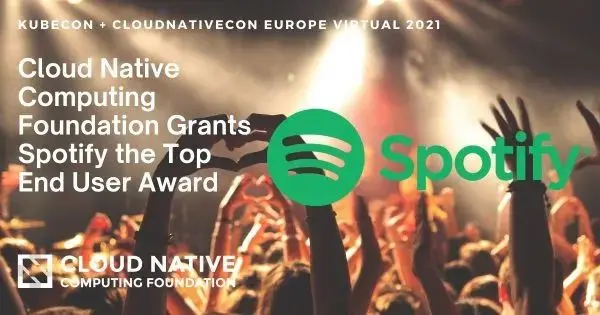 KUBECON + CLOUDNATIVECON EUROPE VIRTUAL 2021
Cloud Native
Computing
Foundation Grants
Spotify the Top
End User Award
Spotify
CLOUD NATIVE
COMPUTING FOUNDATION